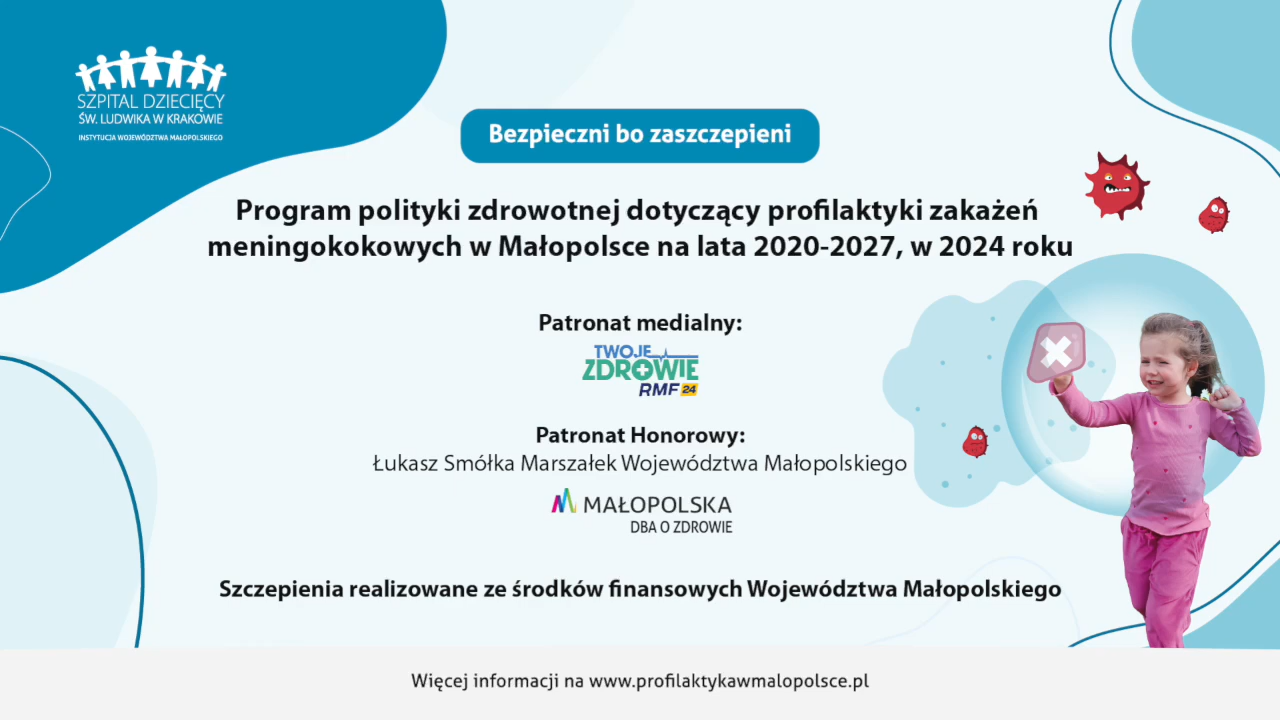 SZPITAL DZIECIĘCY
ŚW. LUDWIKA W KRAKOWIE
INSTYTUCJA WOJEWÓDZTWA MAŁOPOLSKIEGO
Bezpieczni bo zaszczepieni
Program polityki zdrowotnej dotyczący profilaktyki zakażeń
meningokokowych w Małopolsce na lata 2020-2027, w 2024 roku
Patronat medialny:
TWOJE
ZDROWIE
RMF 24
Patronat Honorowy:
Łukasz Smółka Marszałek Województwa Małopolskiego
MAŁOPOLSKA
DBA O ZDROWIE
Szczepienia realizowane ze środków finansowych Województwa Małopolskiego
Więcej informacji na www.profilaktykawmalopolsce.pl